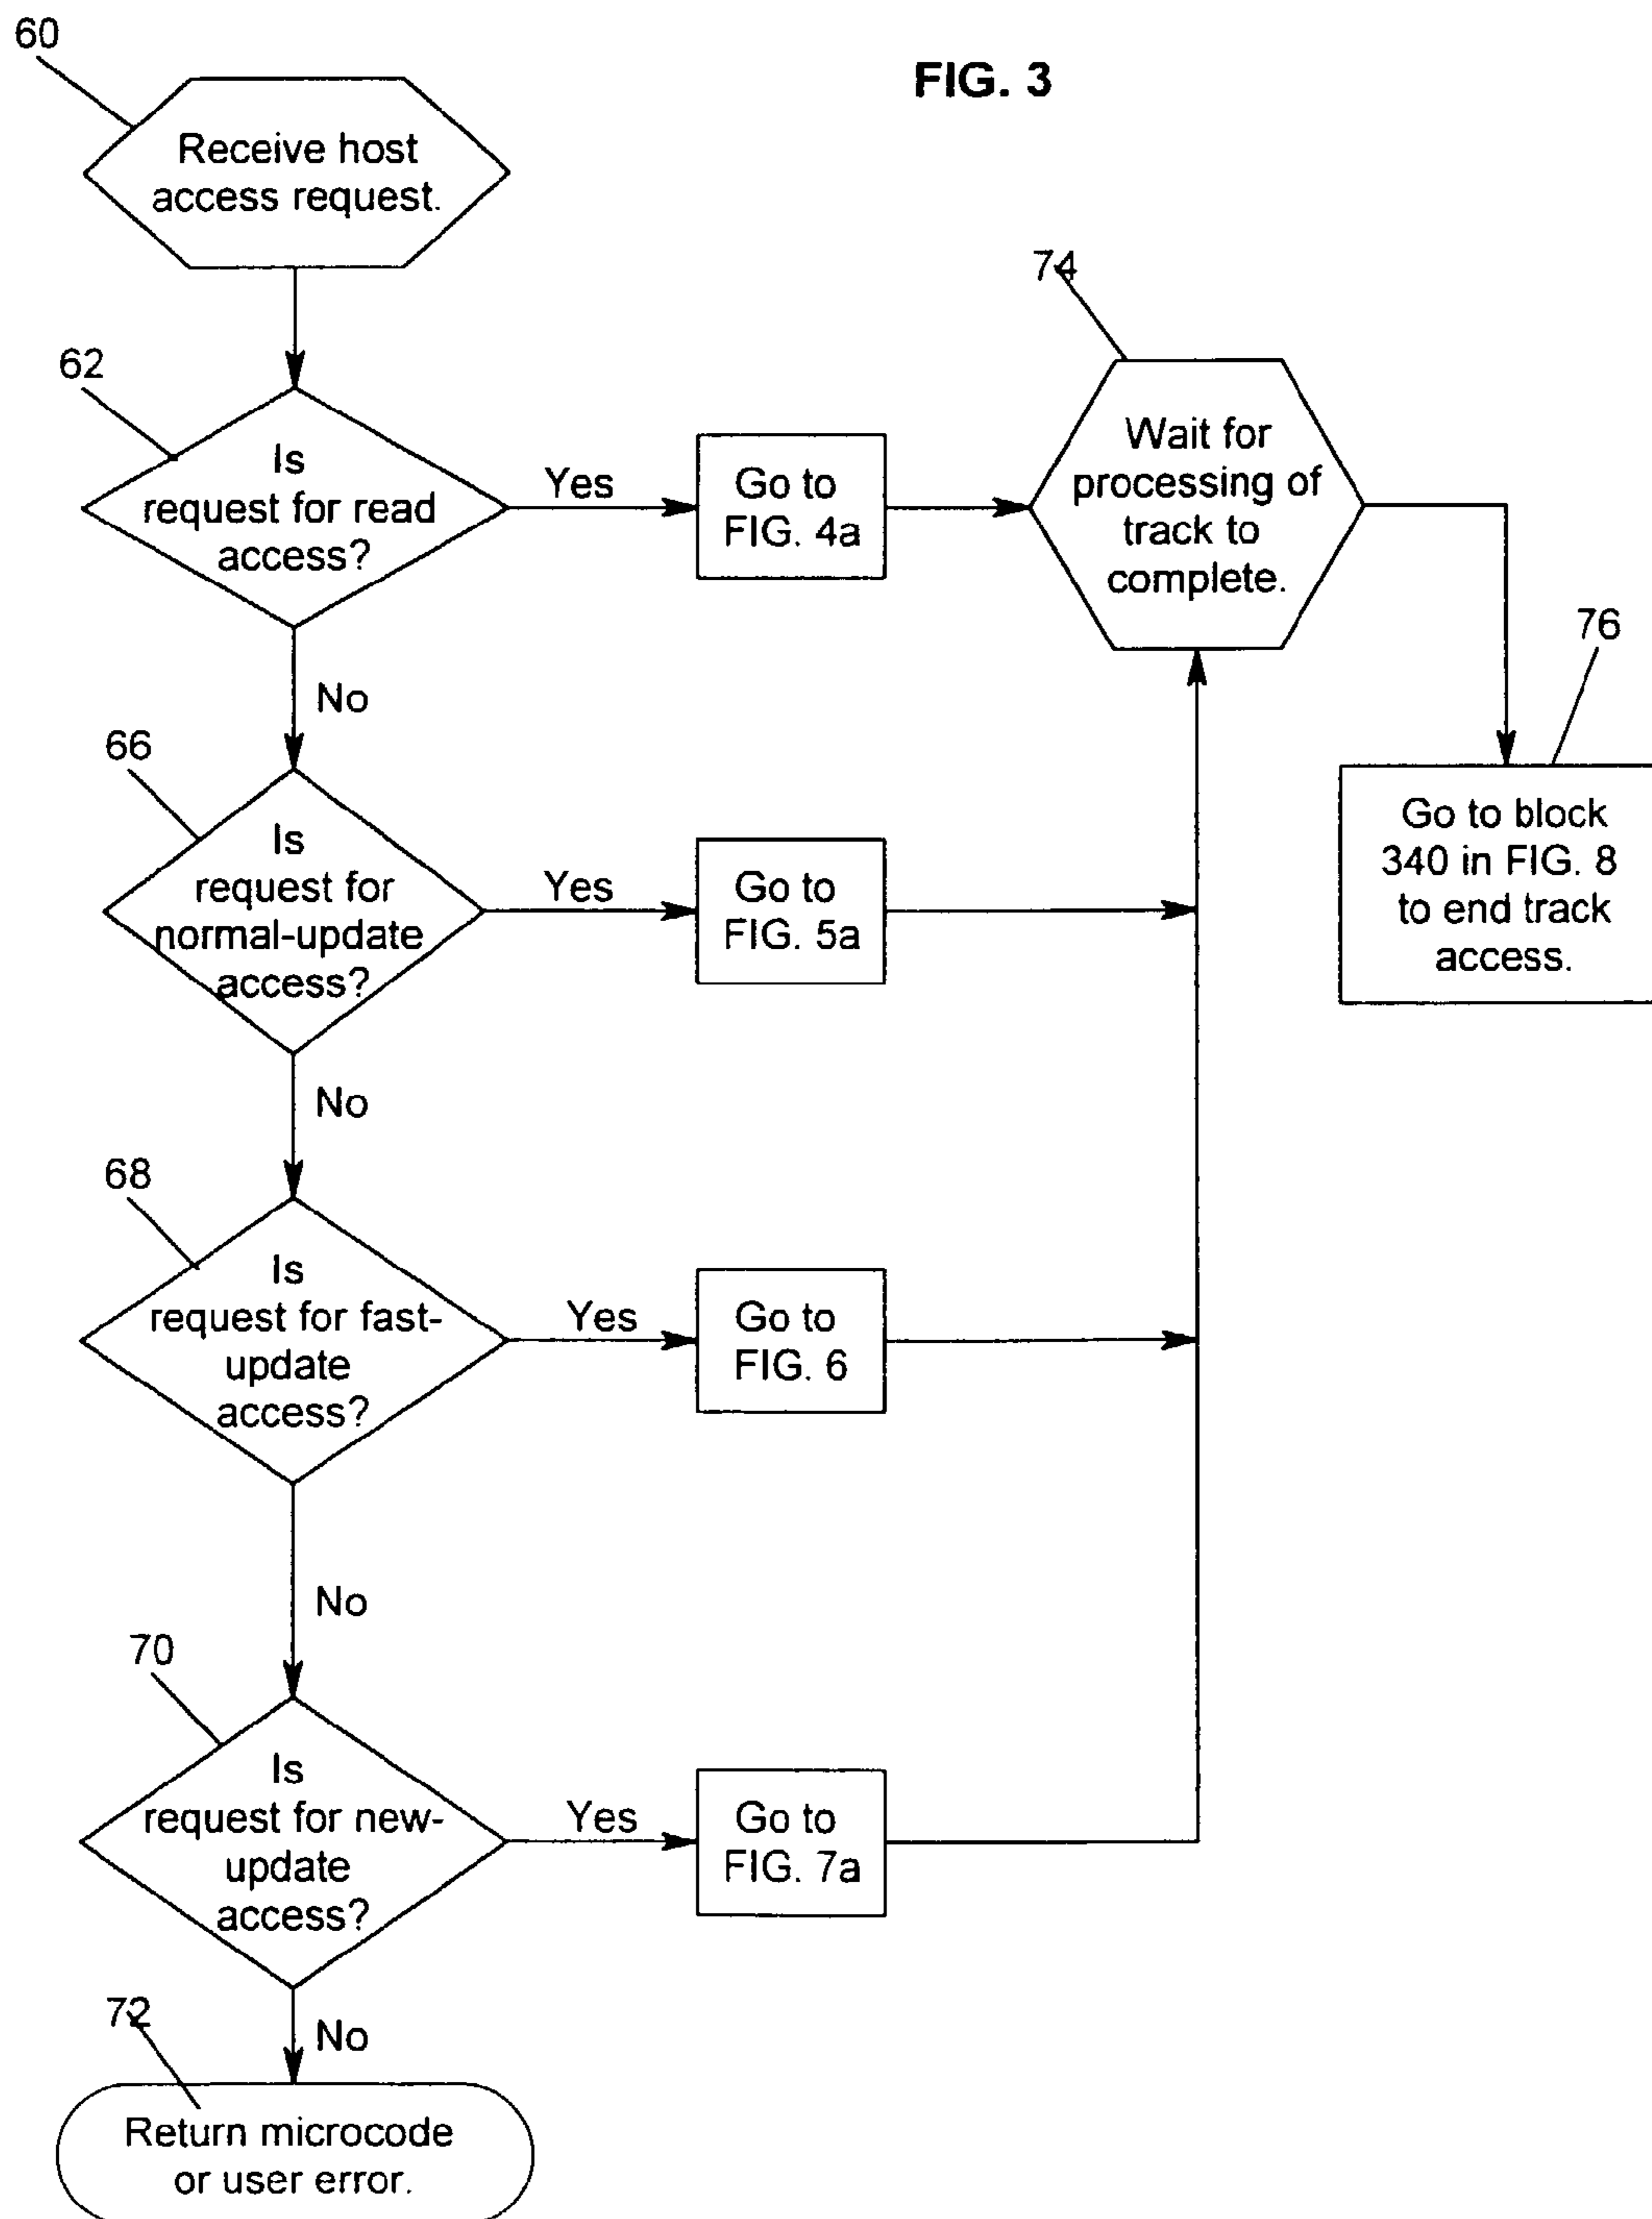 60
FIG. 3
Receive host
access request.
74
62
Is
request for read
access?
Yes
Go to
FIG. 4a
Wait for
processing of
track to
complete.
76
No
66
Is
request for
normal-update
access?
Yes
Go to
FIG. 5a
Go to block
340 in FIG. 8
to end track
access.
No
68
Is
request for fast-
update
access?
Yes
Go to
FIG. 6
No
70
Is
request for new-
update
access?
Yes
Go to
FIG. 7a
72
No
Return microcode
or user error.